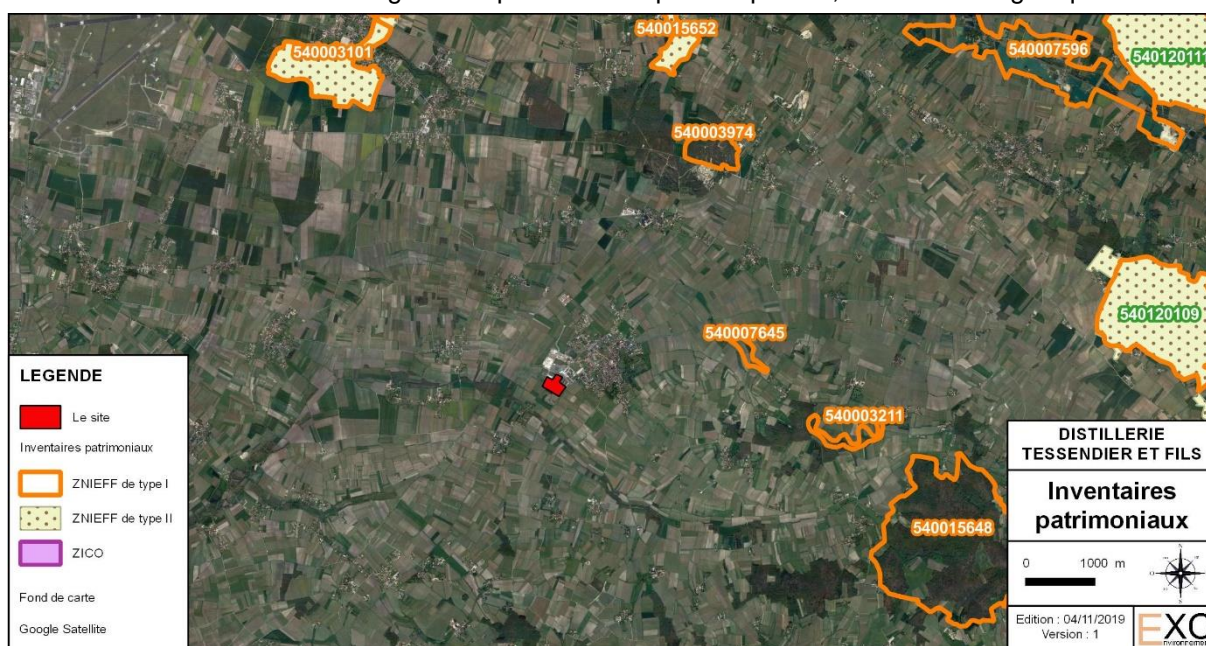 540003101
540015652
540007596
540120111
540003974
540120109
540007645
540003211
540015648
LEGENDE
Le site
Inventaires patrimoniaux
ZNIEFF de type I
ZNIEFF de type II
ZICO
Fond de carte
Google Satellite
DISTILLERIE
TESSENDIER ET FILS
Inventaires
patrimoniaux
0 1000 m
Edition : 04/11/2019
Version : 1
EXO
nvironnement